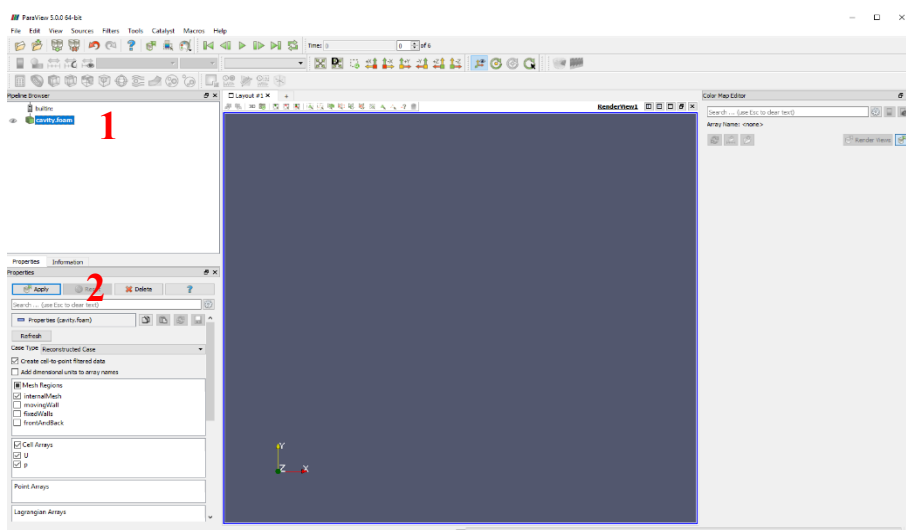 ParaView 5.0.0 64-bit
File Edit View Sources Filters Tools Catalyst Macros Help
Time: 0 0 of 6
Pipeline Browser
Layout #1
Color Map Editor
builtin:
cavity.foam
1
3D
RenderView1
Search ... (use Esc to clear text)
Array Name: <none>
Render Views
Properties Information
Properties
Apply Reset Delete ?
2
Search ... (use Esc to clear text)
Properties (cavity.foam)
Refresh
Case Type Reconstructed Case
Create cell-to-point filtered data
Add dimensional units to array names
Mesh Regions
internalMesh
movingWall
fixedWalls
frontAndBack
Cell Arrays
U
p
Point Arrays
Lagrangian Arrays
Y
Z X